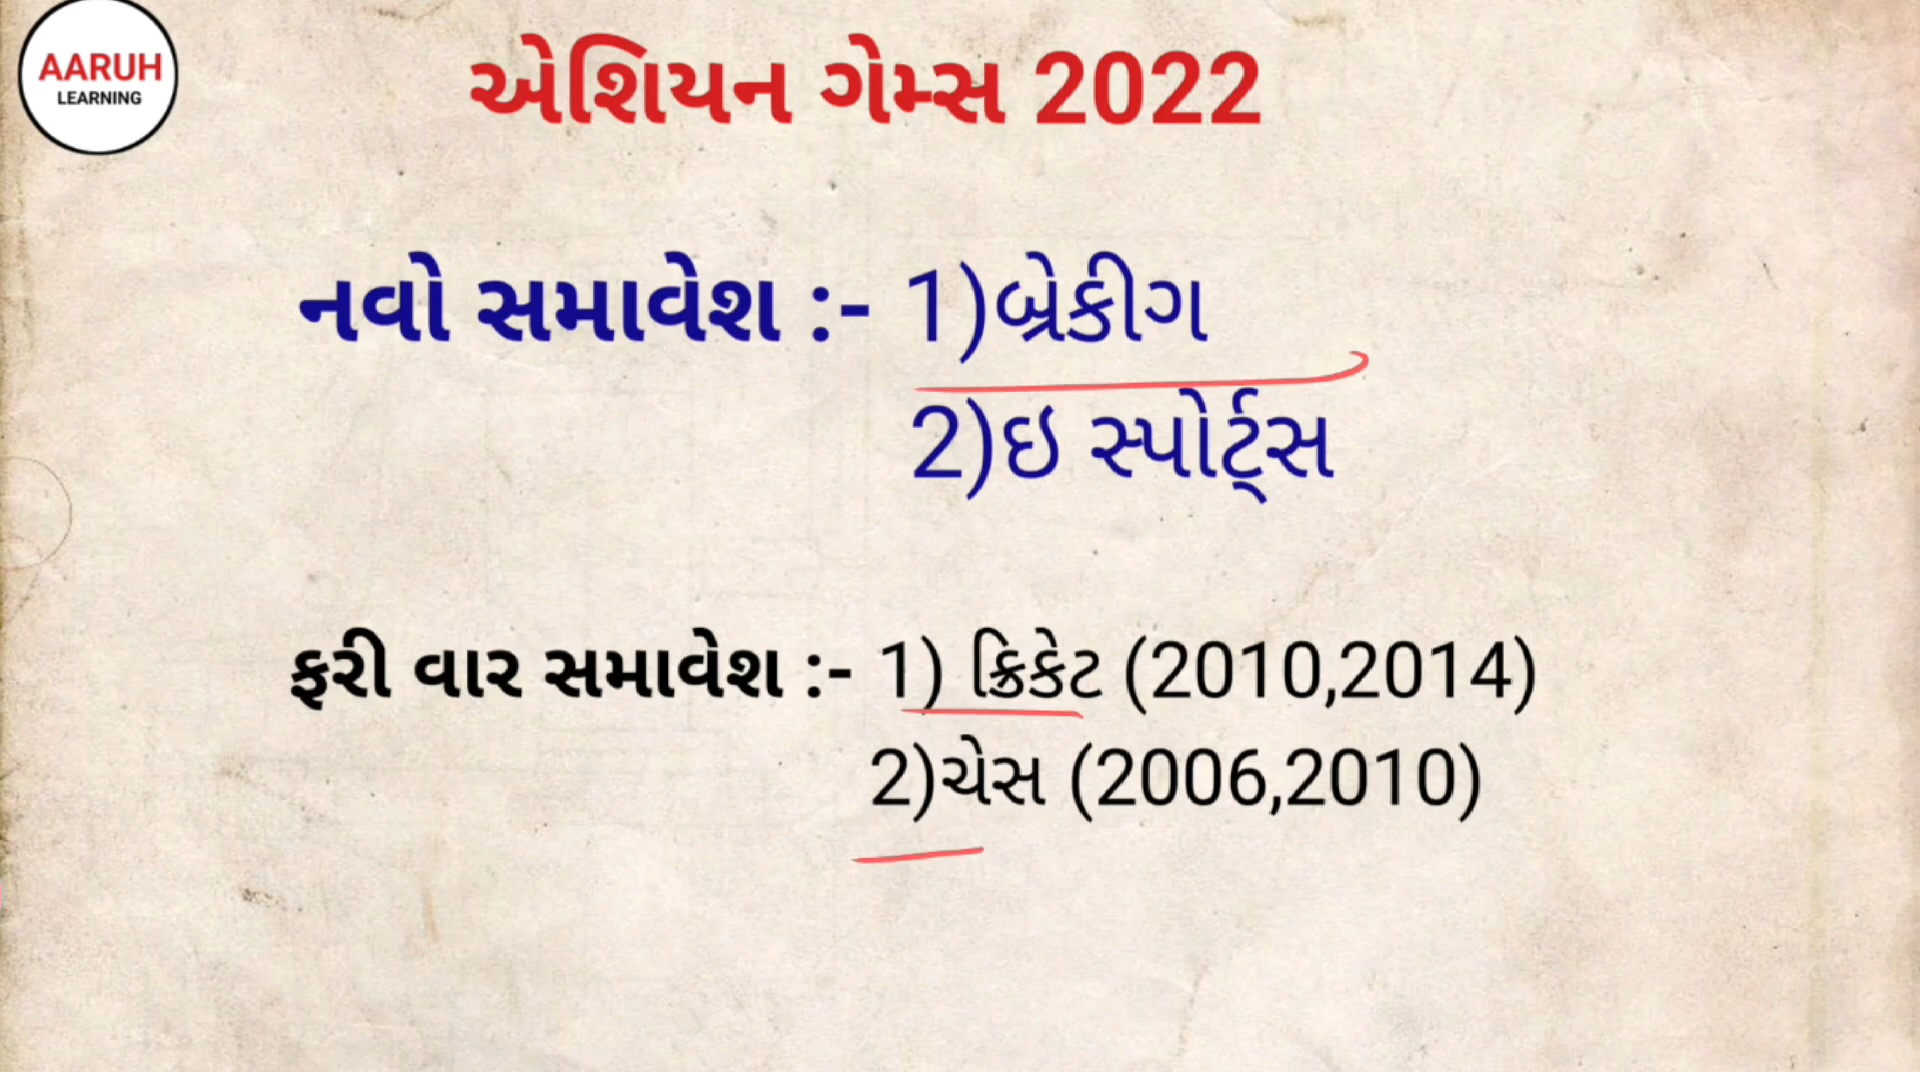 AARUH
LEARNING
એશિયન ગેમ્સ 2022
નવો સમાવેશ :- 1)બ્રેકીગ
2)ઇ સ્પોર્ટ્સ
ફરી વાર સમાવેશ :- 1) ક્રિકેટ (2010,2014)
2)ચેસ (2006,2010)